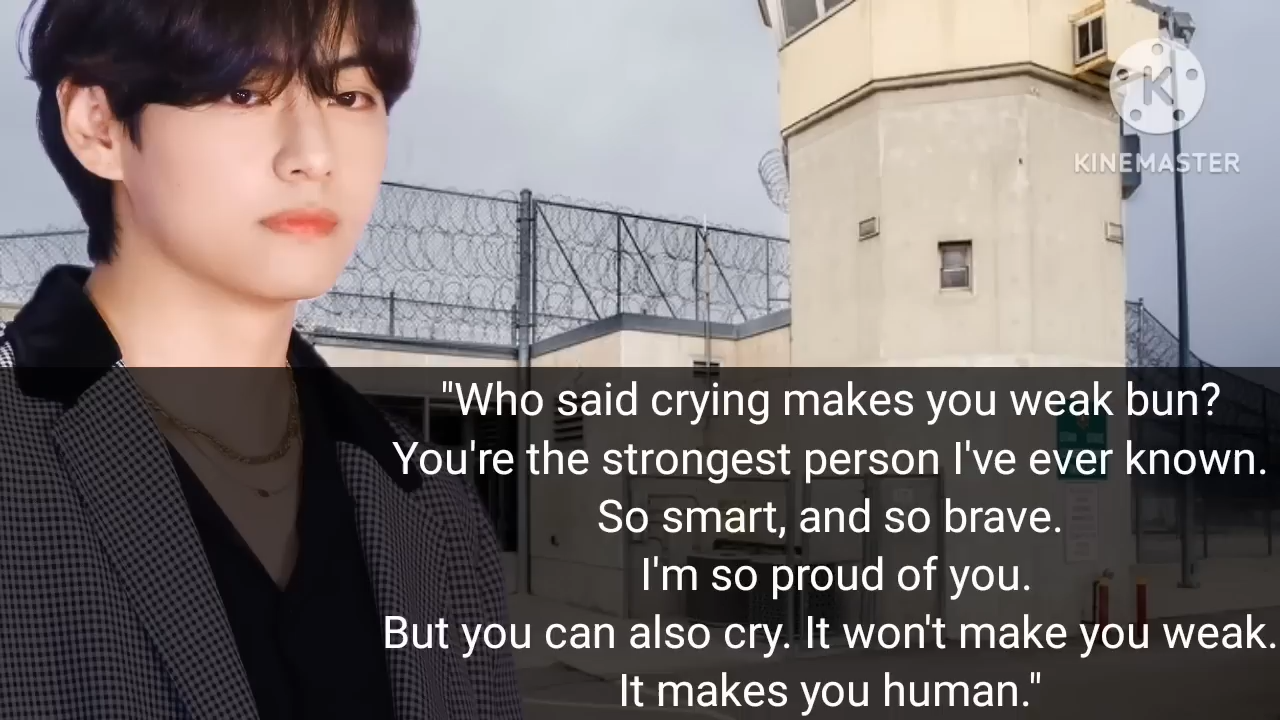 KINEMASTER
"Who said crying makes you weak bun?
You're the strongest person I've ever known.
So smart, and so brave.
I'm so proud of you.
But you can also cry. It won't make you weak.
It makes you human."